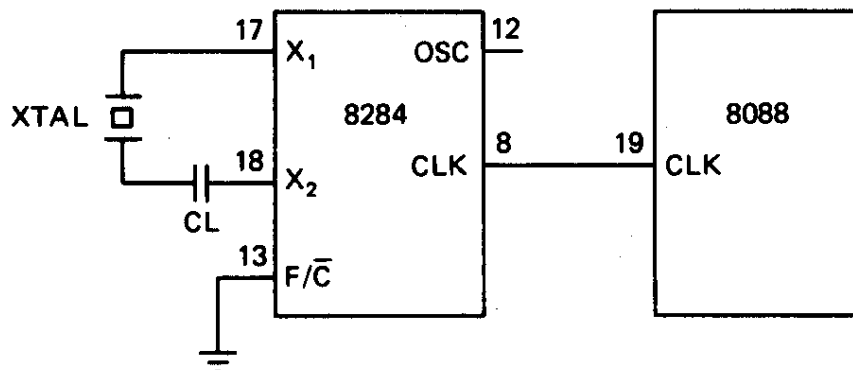 17
X₁
OSC
12
XTAL
8284
8088
18
X₂
CLK
8
19
CLK
CL
13
F/C̅